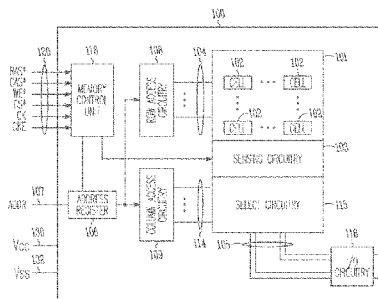 100
120
118
108
104
101
RAS*
CAS*
WE*
CS*
CK
CKE
MEMORY
CONTROL
UNIT
ROW ACCESS
CIRCUITRY
102
102
CELL
CELL
102
102
CELL
CELL
SENSING CIRCUITRY
103
107
ADDR
ADDRESS
REGISTER
106
COLUMN ACCESS
CIRCUITRY
109
SELECT CIRCUITRY
113
114
105
116
I/O
CIRCUITRY
130
VCC
132
VSS